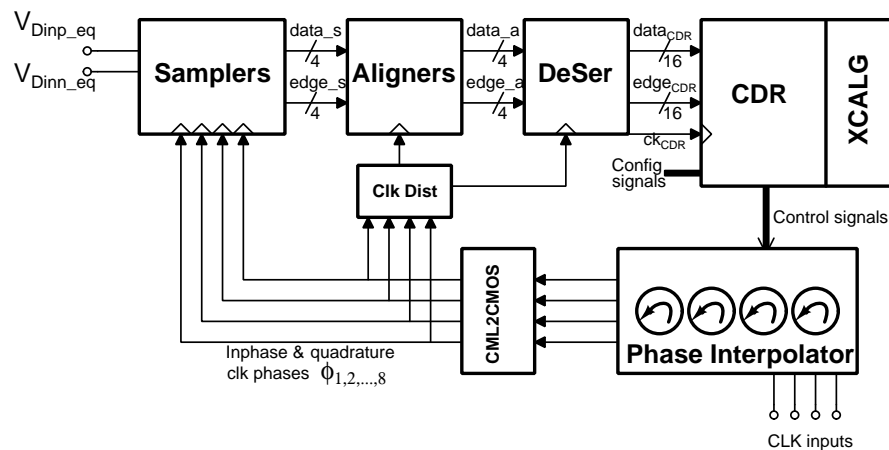 V_Dinp_eq
V_Dinn_eq
Samplers
data_s
4
edge_s
4
Aligners
data_a
4
edge_a
4
DeSer
data_CDR
16
edge_CDR
16
ck_CDR
CDR
XCALG
Config
signals
Clk Dist
Control signals
CML2CMOS
Phase Interpolator
Inphase & quadrature
clk phases ϕ_1,2,...,8
CLK inputs